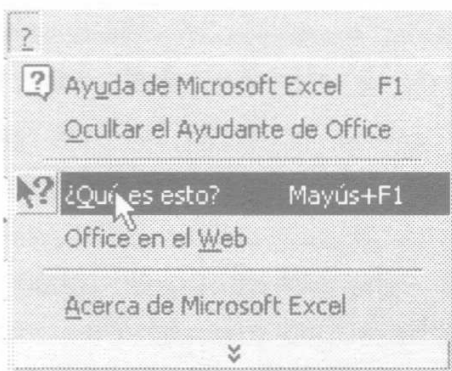 ?
Ayuda de Microsoft Excel F1
Ocultar el Ayudante de Office
¿Qué es esto? Mayús+F1
Office en el Web
Acerca de Microsoft Excel